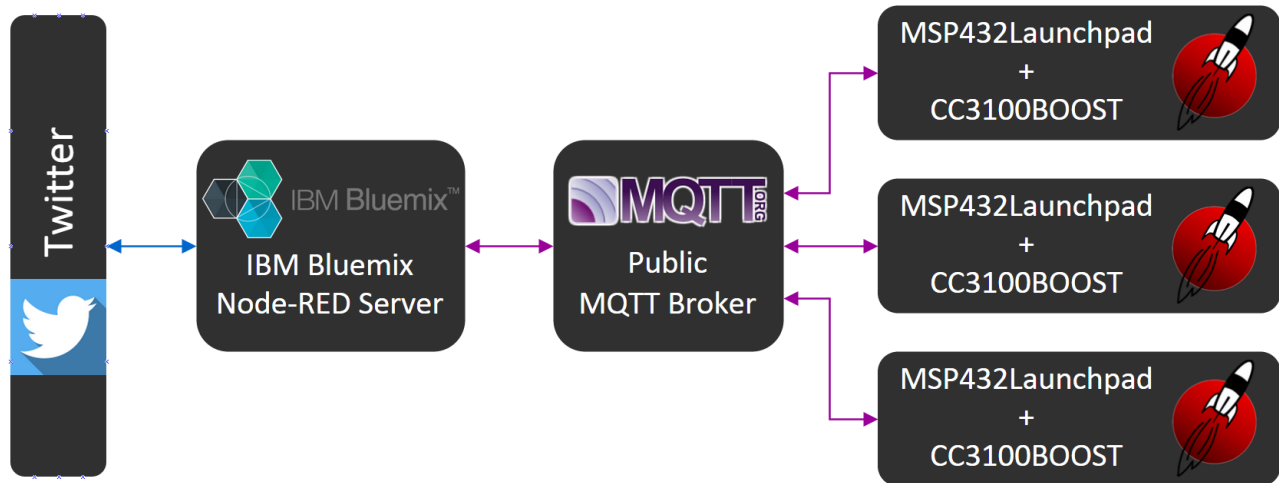 Twitter
IBM Bluemix™
IBM Bluemix
Node-RED Server
MQTT.ORG
Public
MQTT Broker
MSP432Launchpad
+
CC3100BOOST
MSP432Launchpad
+
CC3100BOOST
MSP432Launchpad
+
CC3100BOOST